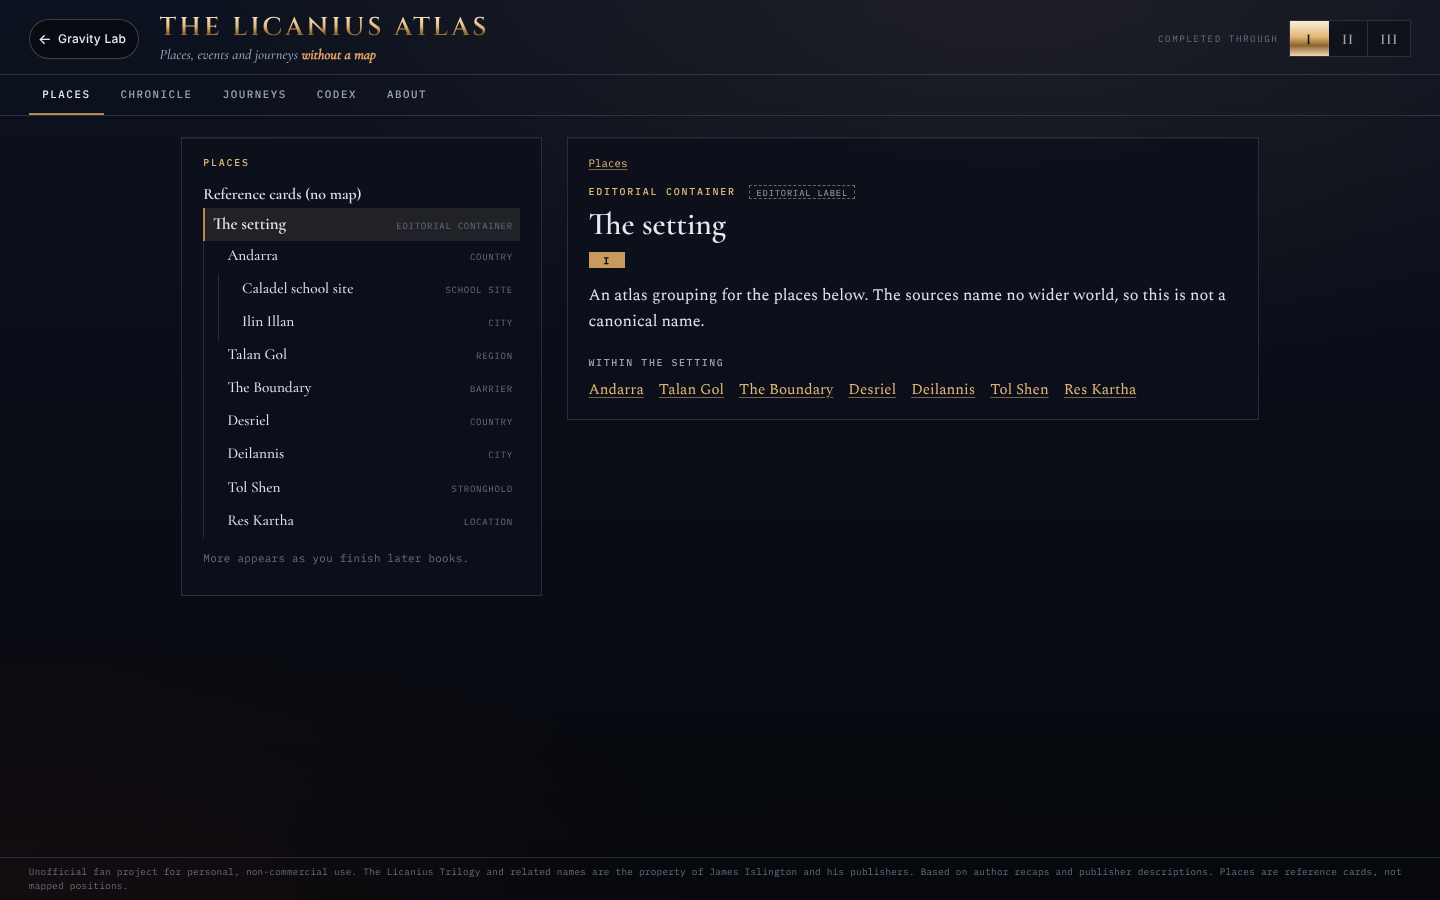 ← Gravity Lab
THE LICANIUS ATLAS
Places, events and journeys without a map
COMPLETED THROUGH
I II III
PLACES CHRONICLE JOURNEYS CODEX ABOUT
PLACES
Reference cards (no map)
The setting EDITORIAL CONTAINER
Andarra COUNTRY
Caladel school site SCHOOL SITE
Ilin Illan CITY
Talan Gol REGION
The Boundary BARRIER
Desriel COUNTRY
Deilannis CITY
Tol Shen STRONGHOLD
Res Kartha LOCATION
More appears as you finish later books.
Places
EDITORIAL CONTAINER EDITORIAL LABEL
The setting
I
An atlas grouping for the places below. The sources name no wider world, so this is not a
canonical name.
WITHIN THE SETTING
Andarra Talan Gol The Boundary Desriel Deilannis Tol Shen Res Kartha
Unofficial fan project for personal, non-commercial use. The Licanius Trilogy and related names are the property of James Islington and his publishers. Based on author recaps and publisher descriptions. Places are reference cards, not
mapped positions.